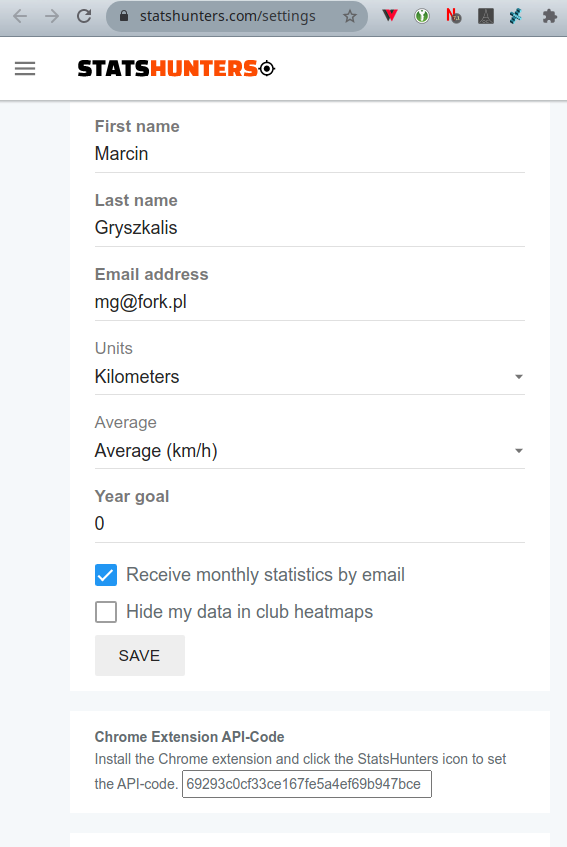 statshunters.com/settings
STATSHUNTERS
First name
Marcin
Last name
Gryszkalis
Email address
mg@fork.pl
Units
Kilometers
Average
Average (km/h)
Year goal
0
Receive monthly statistics by email
Hide my data in club heatmaps
SAVE
Chrome Extension API-Code
Install the Chrome extension and click the StatsHunters icon to set
the API-code. 69293c0cf33ce167fe5a4ef69b947bce